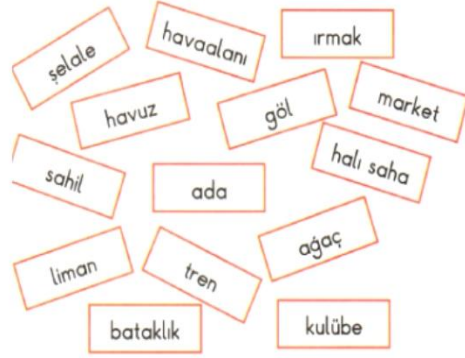 şelale
havaalanı
ırmak
havuz
göl
market
sahil
ada
halı saha
liman
tren
ağaç
bataklık
kulübe